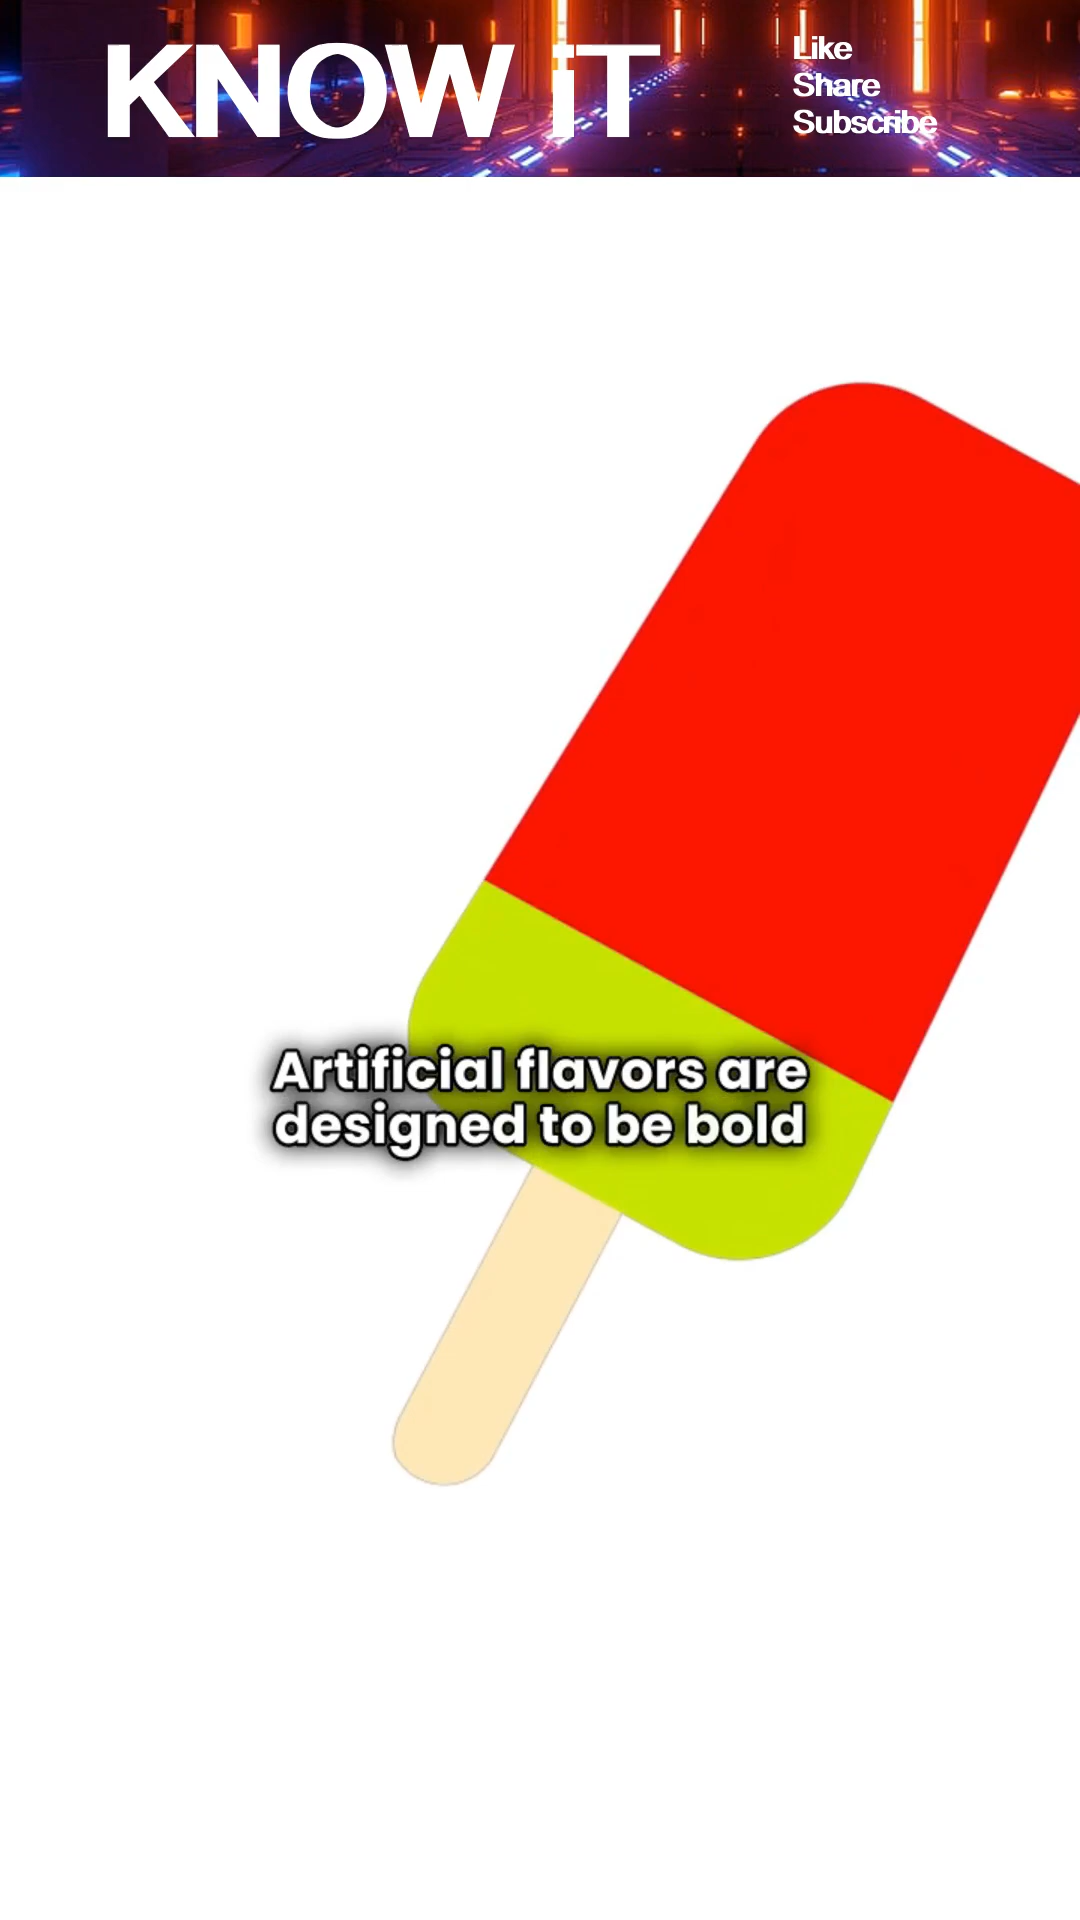 KNOW iT
Like
Share
Subscribe
Artificial flavors are
designed to be bold